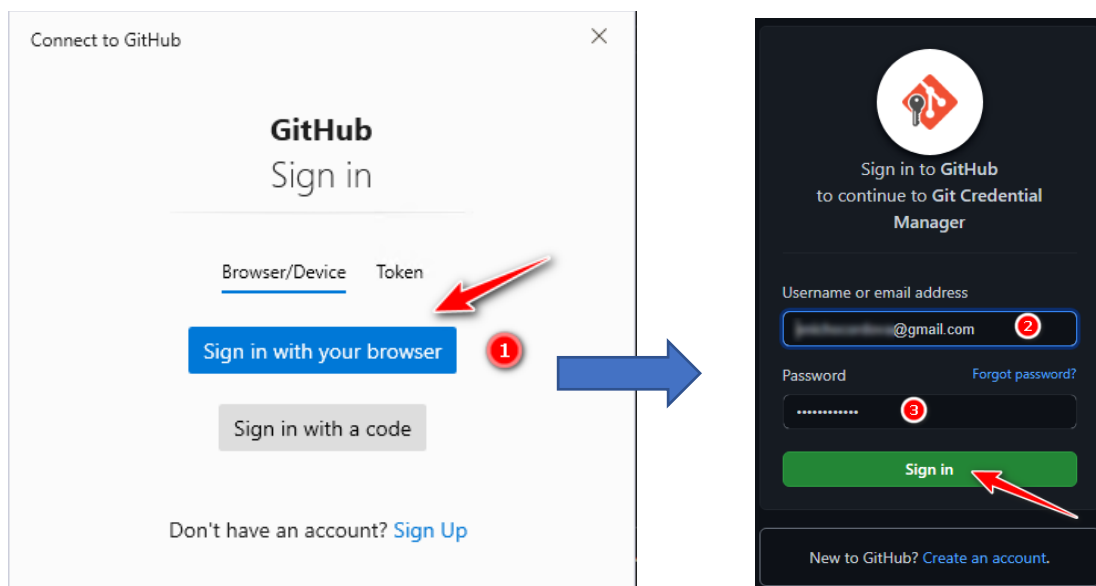 Connect to GitHub
GitHub
Sign in
Browser/Device Token
Sign in with your browser
1
Sign in with a code
Don't have an account? Sign Up
Sign in to GitHub
to continue to Git Credential
Manager
Username or email address
@gmail.com 2
Password Forgot password?
3
Sign in
New to GitHub? Create an account.